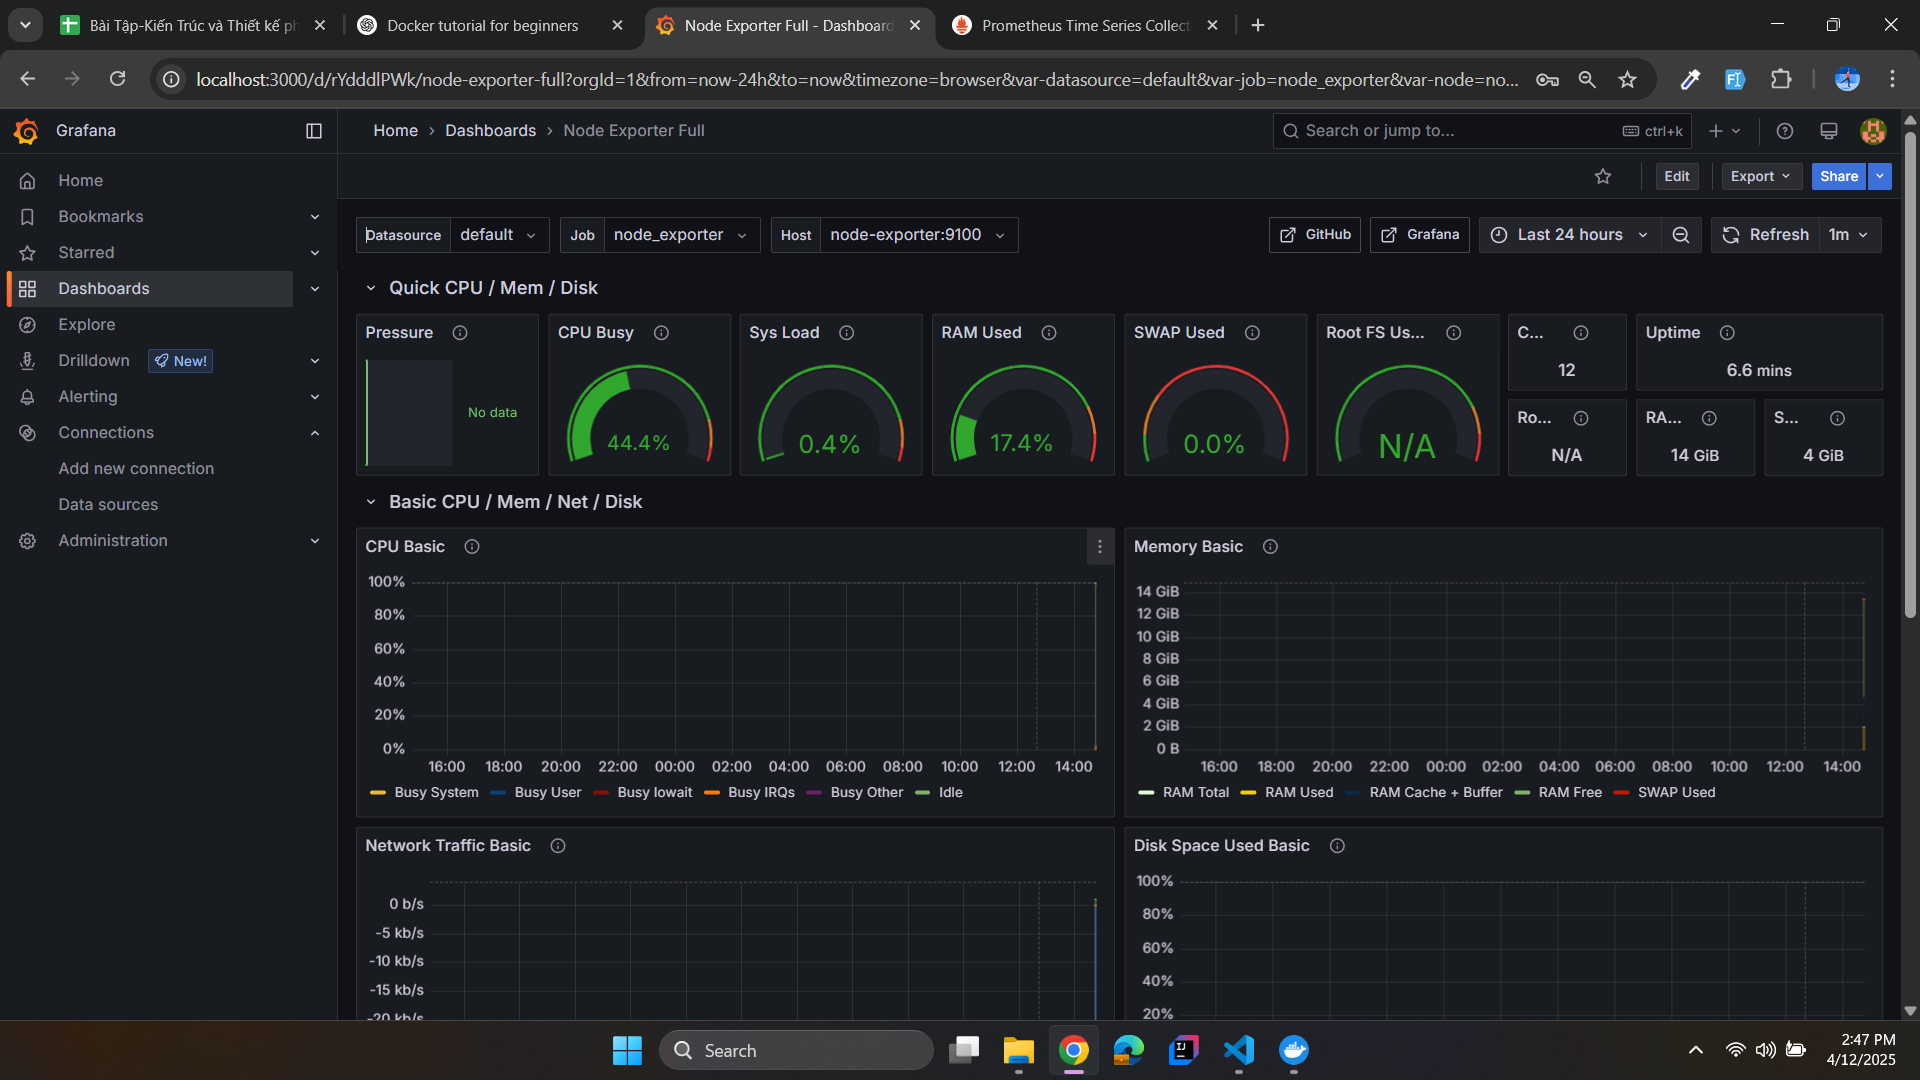 Bài Tập-Kiến Trúc và Thiết kế ph
Docker tutorial for beginners
Node Exporter Full - Dashboard
Prometheus Time Series Collect
localhost:3000/d/rYdddlPWk/node-exporter-full?orgId=1&from=now-24h&to=now&timezone=browser&var-datasource=default&var-job=node_exporter&var-node=no...
Grafana
Home › Dashboards › Node Exporter Full
Search or jump to...
ctrl+k
Edit
Export
Share
Home
Bookmarks
Starred
Dashboards
Explore
Drilldown
New!
Alerting
Connections
Add new connection
Data sources
Administration
Datasource
default
Job
node_exporter
Host
node-exporter:9100
GitHub
Grafana
Last 24 hours
Refresh
1m
Quick CPU / Mem / Disk
Pressure
No data
CPU Busy
44.4%
Sys Load
0.4%
RAM Used
17.4%
SWAP Used
0.0%
Root FS Us...
N/A
C...
12
Uptime
6.6 mins
Ro...
N/A
RA...
14 GiB
S...
4 GiB
Basic CPU / Mem / Net / Disk
CPU Basic
100%
80%
60%
40%
20%
0%
16:00 18:00 20:00 22:00 00:00 02:00 04:00 06:00 08:00 10:00 12:00 14:00
Busy System Busy User Busy Iowait Busy IRQs Busy Other Idle
Memory Basic
14 GiB
12 GiB
10 GiB
8 GiB
6 GiB
4 GiB
2 GiB
0 B
16:00 18:00 20:00 22:00 00:00 02:00 04:00 06:00 08:00 10:00 12:00 14:00
RAM Total RAM Used RAM Cache + Buffer RAM Free SWAP Used
Network Traffic Basic
0 b/s
-5 kb/s
-10 kb/s
-15 kb/s
-20 kb/s
Disk Space Used Basic
100%
80%
60%
40%
20%
Search
2:47 PM
4/12/2025